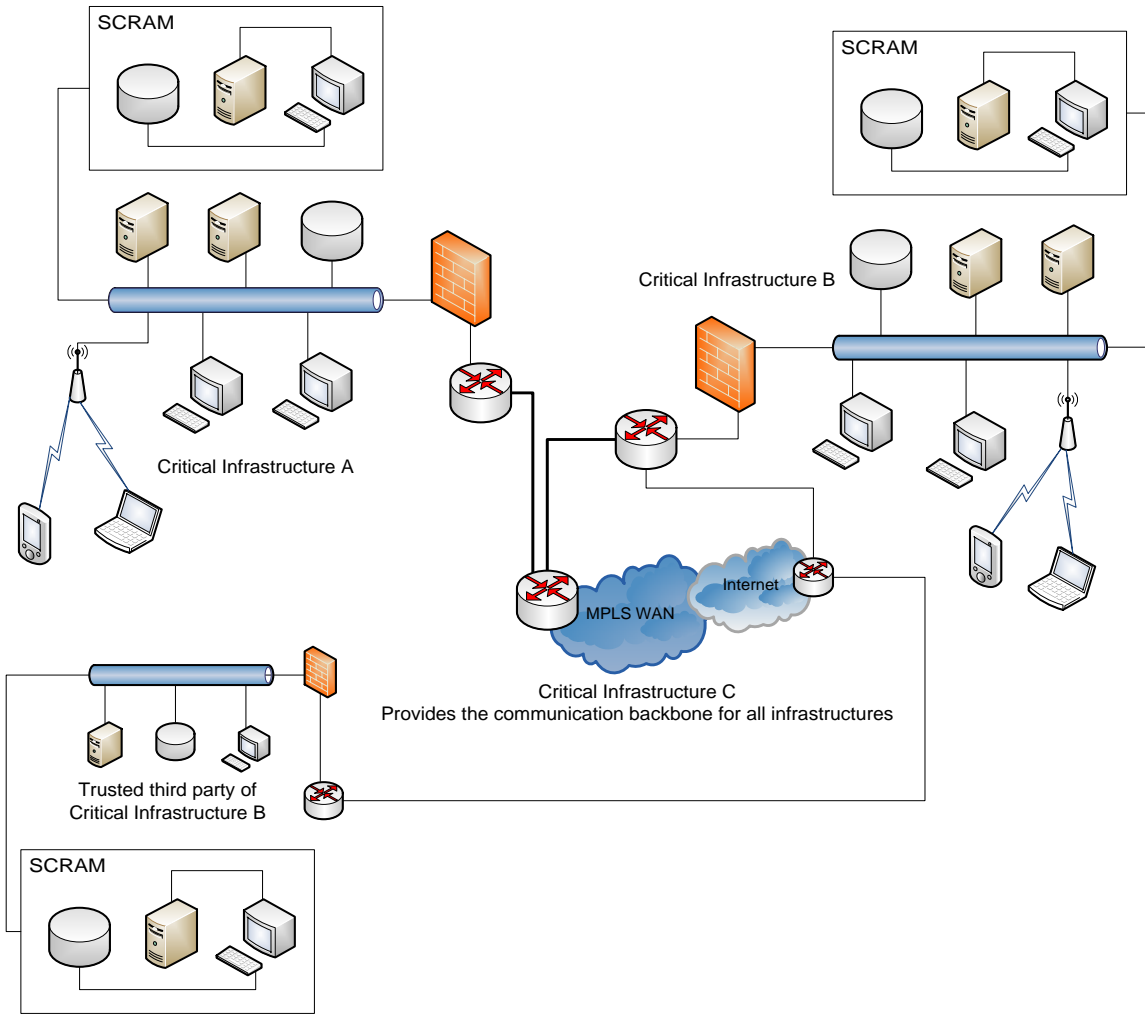 SCRAM
SCRAM
Critical Infrastructure B
Critical Infrastructure A
Internet
MPLS WAN
Critical Infrastructure C
Provides the communication backbone for all infrastructures
Trusted third party of
Critical Infrastructure B
SCRAM